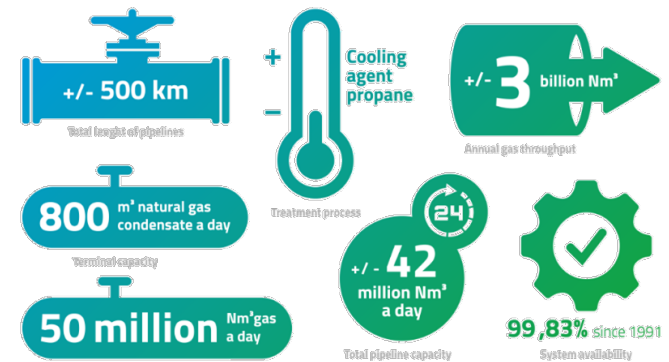 +/- 500 km
Total lenght of pipelines
+
-
Cooling
agent
propane
Treatment process
+/- 3 billion Nm³
Annual gas throughput
800 m³ natural gas
condensate a day
Terminal capacity
50 million Nm³gas
a day
24
+/- 42
million Nm³
a day
Total pipeline capacity
99,83% since 1991
System availability